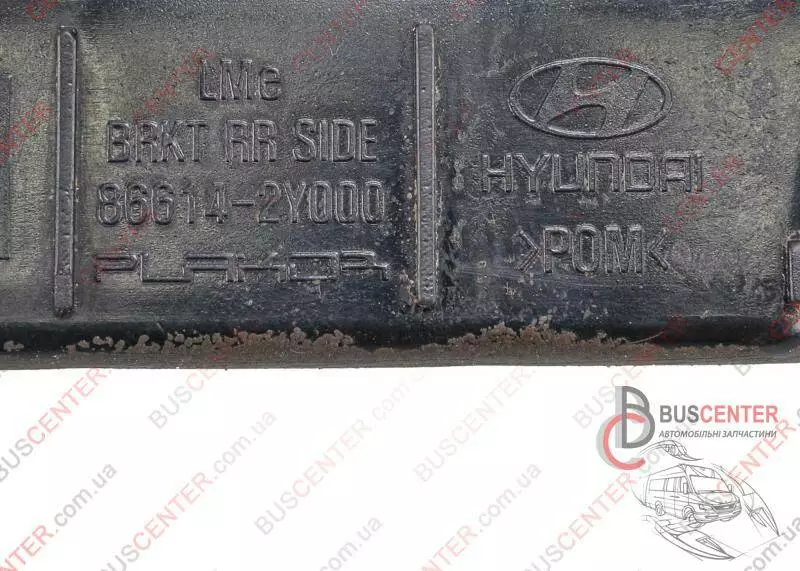 LMe
BRKT RR SIDE
86614-2Y000
PLAKOR
HYUNDAI
>POM<
BUSCENTER
АВТОМОБІЛЬНІ ЗАПЧАСТИНИ
BUSCENTER.com.ua